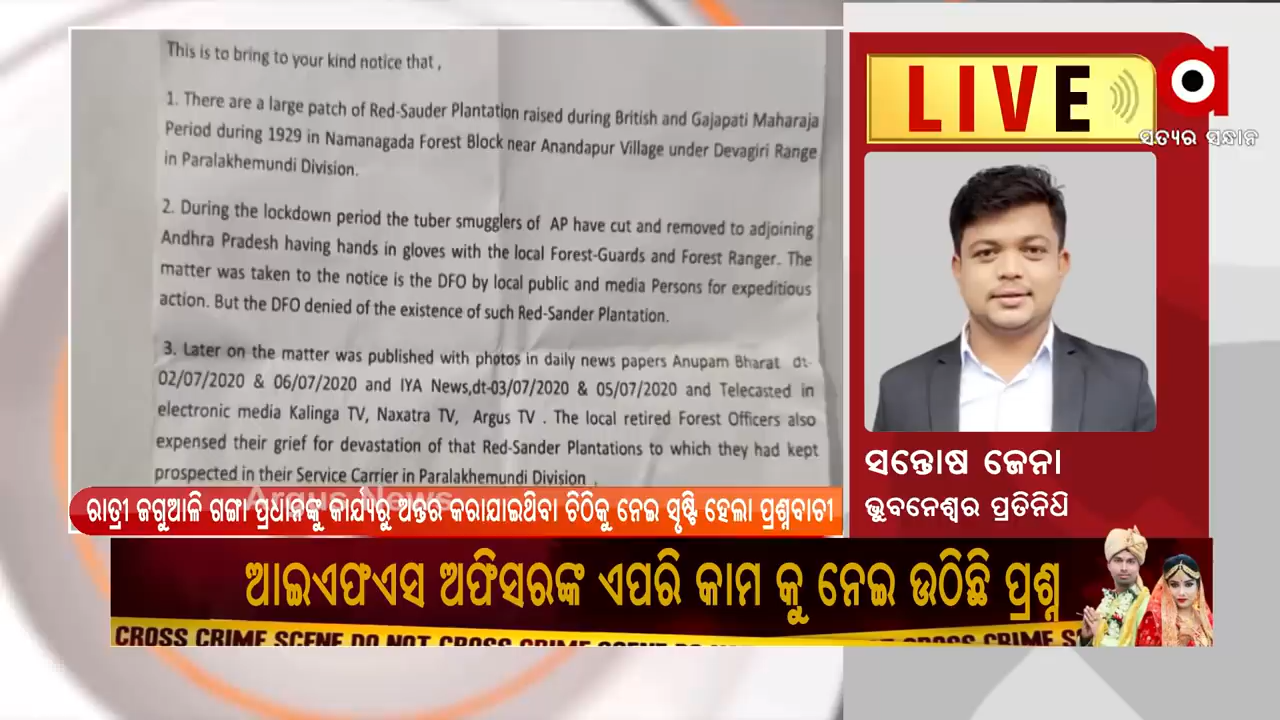 This is to bring to your kind notice that ,
1. There are a large patch of Red-Sauder Plantation raised during British and Gajapati Maharaja
Period during 1929 in Namanagada Forest Block near Anandapur Village under Devagiri Range
in Paralakhemundi Division.
2. During the lockdown period the tuber smugglers of AP have cut and removed to adjoining
Andhra Pradesh having hands in gloves with the local Forest-Guards and Forest Ranger. The
matter was taken to the notice is the DFO by local public and media Persons for expeditious
action. But the DFO denied of the existence of such Red-Sander Plantation.
3. Later on the matter was published with photos in daily news papers Anupam Bharat dt-
02/07/2020 & 06/07/2020 and IYA News,dt-03/07/2020 & 05/07/2020 and Telecasted in
electronic media Kalinga TV, Naxatra TV, Argus TV . The local retired Forest Officers also
expensed their grief for devastation of that Red-Sander Plantations to which they had kept
prospected in their Service Carrier in Paralakhemundi Division .
Argus News
ରାତ୍ରୀ ଜଗୁଆଳି ଗଙ୍ଗା ପ୍ରଧାନଙ୍କୁ କାର୍ଯ୍ୟରୁ ଅନ୍ତର କରାଯାଇଥିବା ଚିଠିକୁ ନେଇ ସୃଷ୍ଟି ହେଲା ପ୍ରଶ୍ନବାଚୀ
LIVE
ସତ୍ୟର ସନ୍ଧାନ
ସନ୍ତୋଷ ଜେନା
ଭୁବନେଶ୍ୱର ପ୍ରତିନିଧି
ଆଇଏଫଏସ ଅଫିସରଙ୍କ ଏପରି କାମ କୁ ନେଇ ଉଠିଛି ପ୍ରଶ୍ନ
CROSS CRIME SCENE DO NOT CROSS CRIME SCENE DO